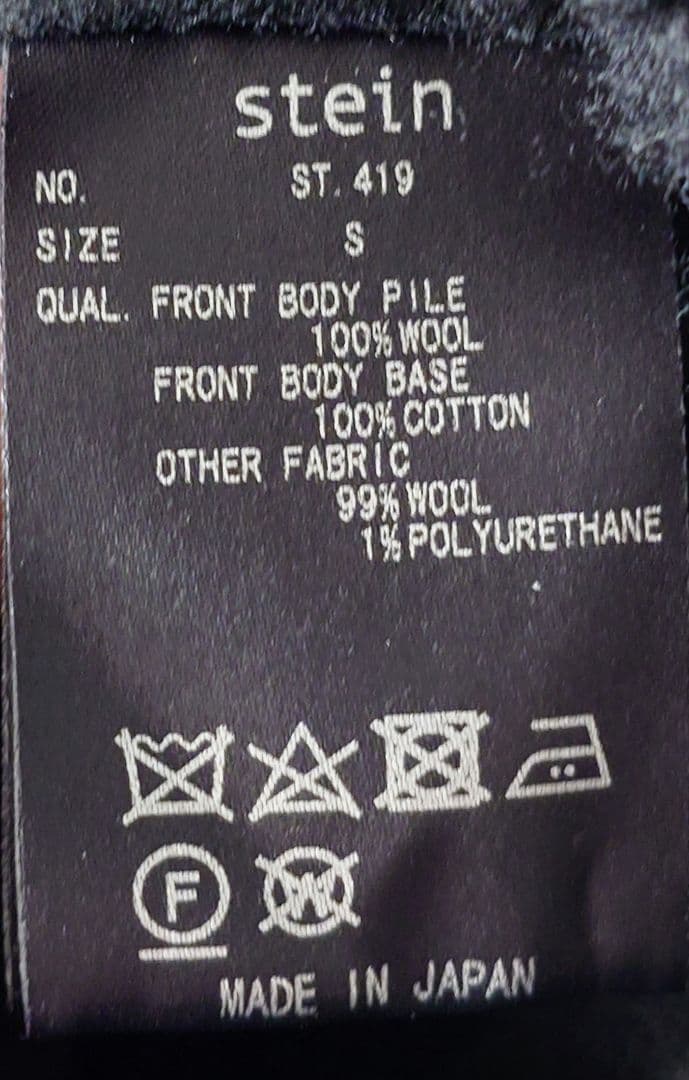 stein
NO. ST. 419
SIZE S
QUAL. FRONT BODY PILE
100% WOOL
FRONT BODY BASE
100% COTTON
OTHER FABRIC
99% WOOL
1% POLYURETHANE
F W
MADE IN JAPAN